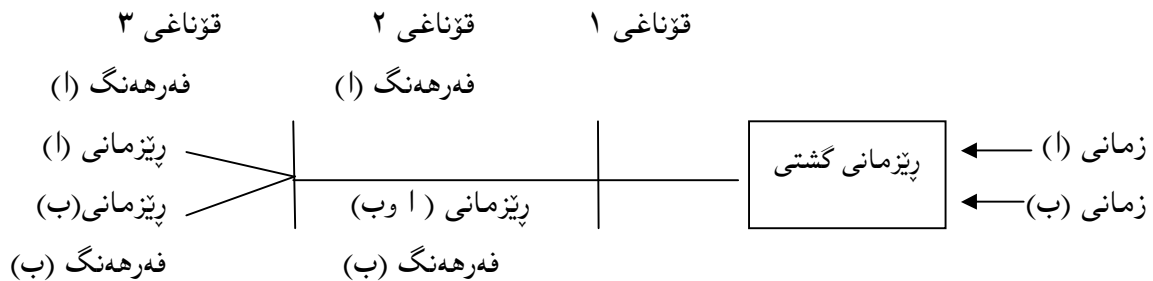 قۆناغی ١ قۆناغی ٢ قۆناغی ٣
فەرهەنگ (ا) فەرهەنگ (ا)
زمانی (ا) ڕێزمانی گشتی ڕێزمانی (ا)
زمانی (ب) ڕێزمانی ( ا وب) ڕێزمانی(ب)
فەرهەنگ (ب) فەرهەنگ (ب)